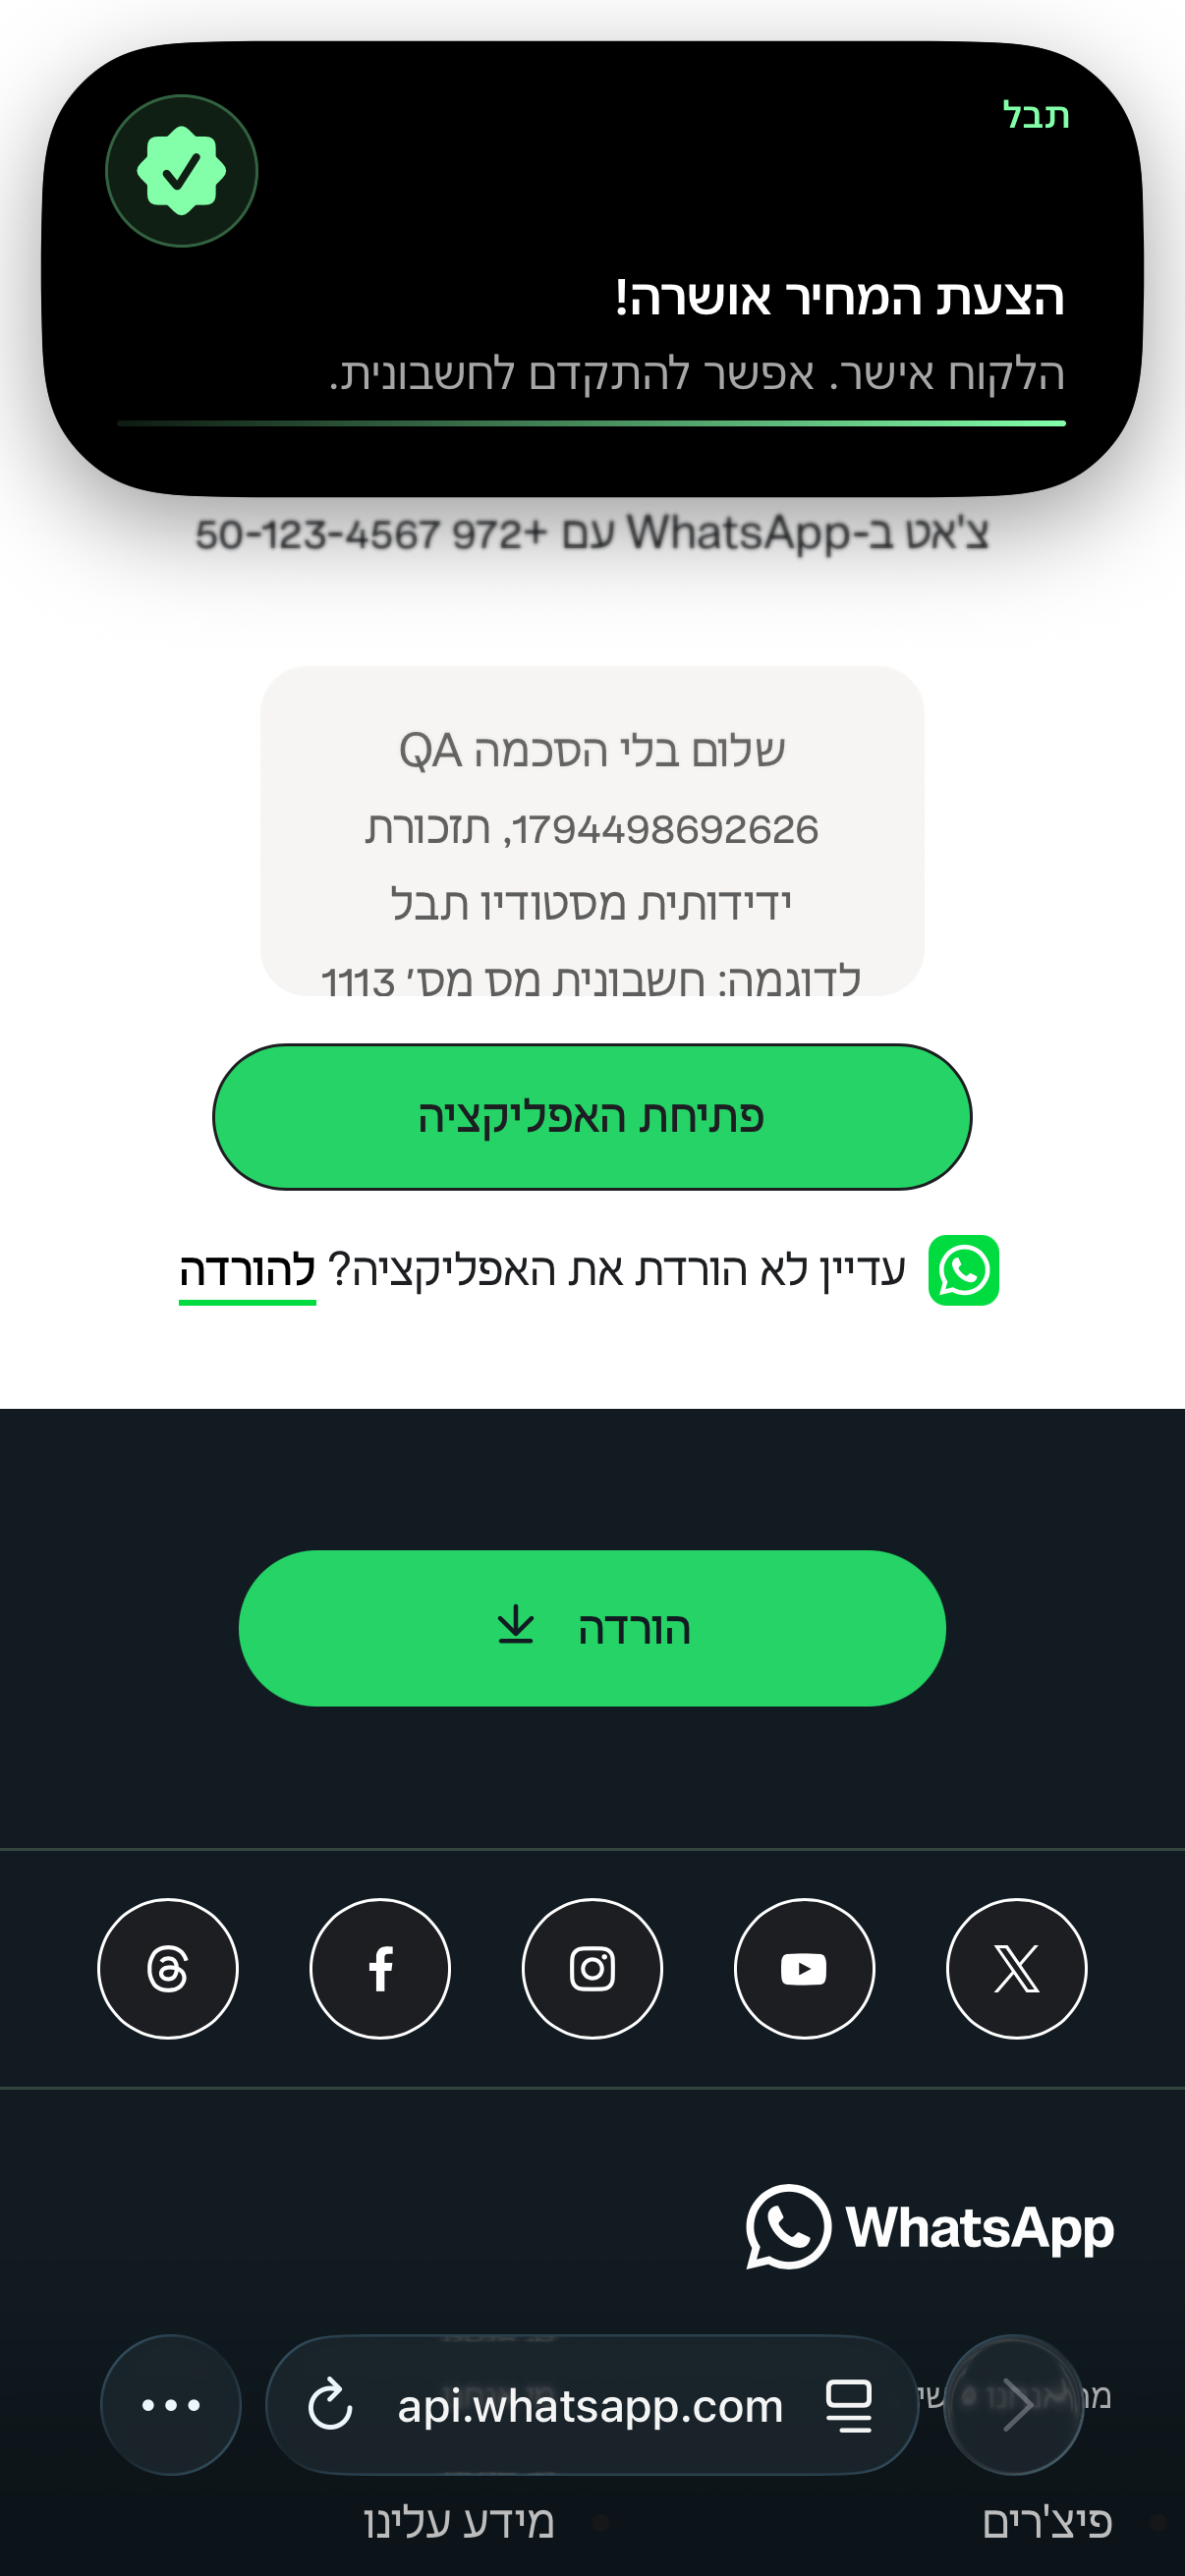 תבל
הצעת המחיר אושרה!
הלקוח אישר. אפשר להתקדם לחשבונית.
צ'אט ב-WhatsApp עם +972 50-123-4567
שלום בלי הסכמה QA
1794498692626, תזכורת
ידידותית מסטודיו תבל
לדוגמה: חשבונית מס מס׳ 1113
פתיחת האפליקציה
עדיין לא הורדת את האפליקציה? להורדה
הורדה
WhatsApp
api.whatsapp.com
פיצ'רים
מידע עלינו